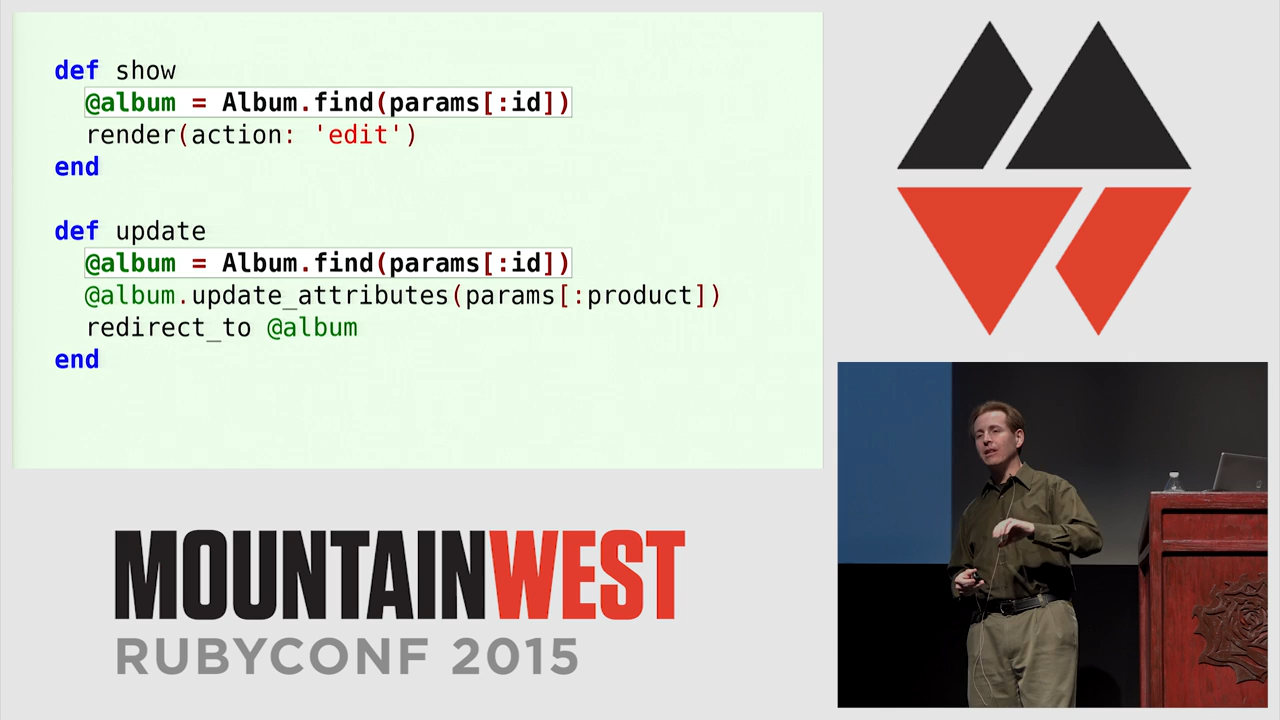 def show
  @album = Album.find(params[:id])
  render(action: 'edit')
end
def update
  @album = Album.find(params[:id])
  @album.update_attributes(params[:product])
  redirect_to @album
end
MOUNTAINWEST
RUBYCONF 2015